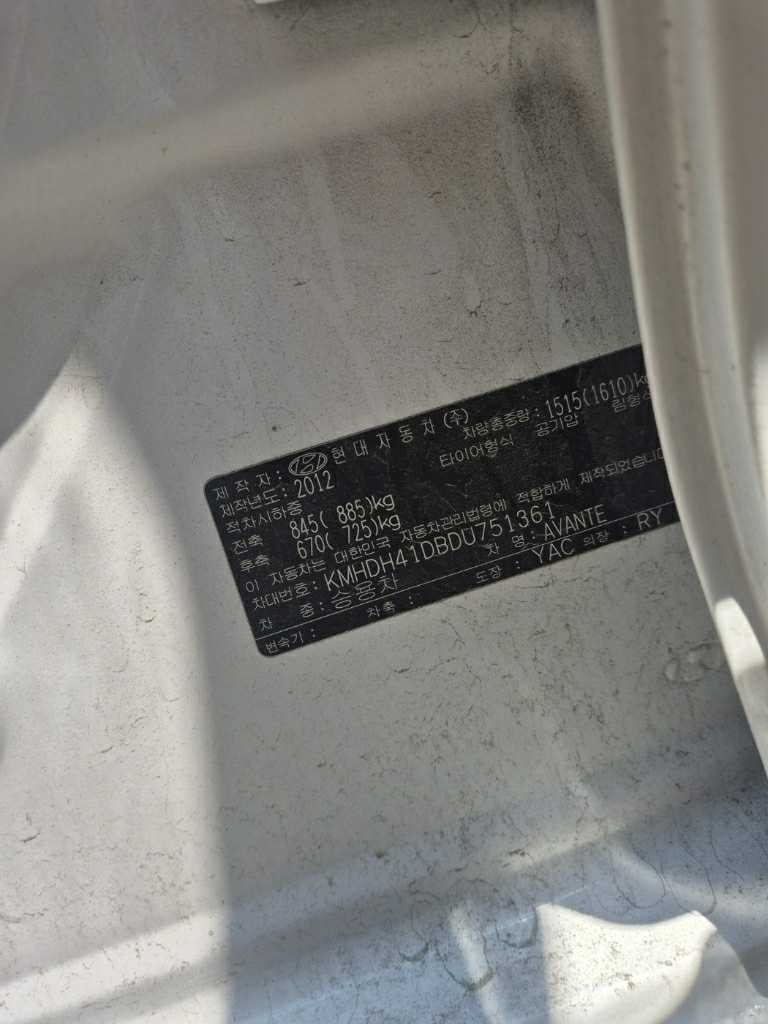 제 작 자 : 현 대 자 동 차 (주)
제작년도 : 2012 차량총중량 : 1515(1610)kg
적차시하중 타이어형식 공기압 림형식
전축 845( 885)kg
후축 670( 725)kg
이 자동차는 대한민국 자동차관리법령에 적합하게 제작되었습니다
차대번호 : KMHDH41DBDU751361
차 종 : 승용차 차 명 : AVANTE
변속기 : 차축 : 도장 : YAC 의장 : RY